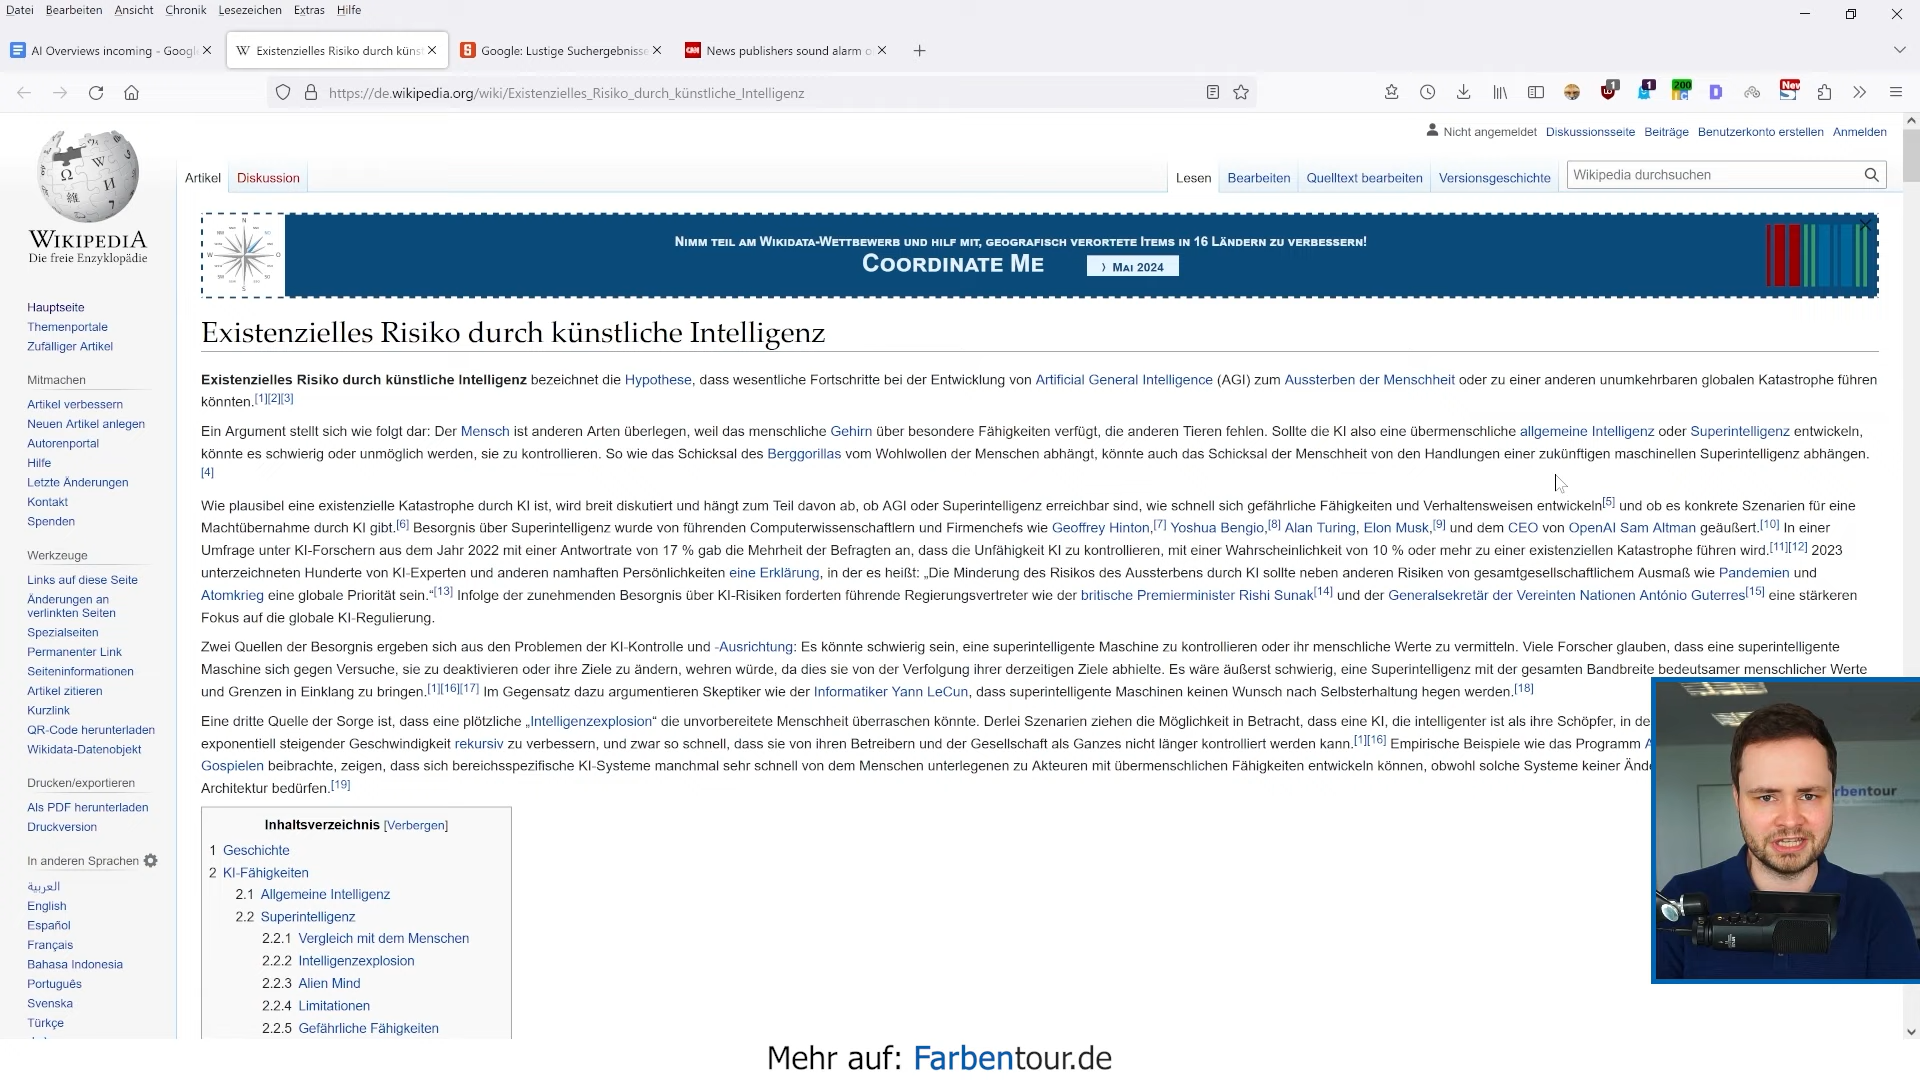 Datei Bearbeiten Ansicht Chronik Lesezeichen Extras Hilfe
AI Overviews incoming - Googl
Existenzielles Risiko durch künst
Google: Lustige Suchergebnisse
News publishers sound alarm o
https://de.wikipedia.org/wiki/Existenzielles_Risiko_durch_künstliche_Intelligenz
1 1 200 New
Nicht angemeldet Diskussionsseite Beiträge Benutzerkonto erstellen Anmelden
Artikel Diskussion Lesen Bearbeiten Quelltext bearbeiten Versionsgeschichte Wikipedia durchsuchen
WIKIPEDIA
Die freie Enzyklopädie
Hauptseite
Themenportale
Zufälliger Artikel
Mitmachen
Artikel verbessern
Neuen Artikel anlegen
Autorenportal
Hilfe
Letzte Änderungen
Kontakt
Spenden
Werkzeuge
Links auf diese Seite
Änderungen an
verlinkten Seiten
Spezialseiten
Permanenter Link
Seiteninformationen
Artikel zitieren
Kurzlink
QR-Code herunterladen
Wikidata-Datenobjekt
Drucken/exportieren
Als PDF herunterladen
Druckversion
In anderen Sprachen
العربية
English
Español
Français
Bahasa Indonesia
Português
Svenska
Türkçe
Nimm teil am Wikidata-Wettbewerb und hilf mit, geografisch verortete Items in 16 Ländern zu verbessern!
Coordinate Me
⟩ Mai 2024
Existenzielles Risiko durch künstliche Intelligenz
Existenzielles Risiko durch künstliche Intelligenz bezeichnet die Hypothese, dass wesentliche Fortschritte bei der Entwicklung von Artificial General Intelligence (AGI) zum Aussterben der Menschheit oder zu einer anderen unumkehrbaren globalen Katastrophe führen
könnten.[1][2][3]
Ein Argument stellt sich wie folgt dar: Der Mensch ist anderen Arten überlegen, weil das menschliche Gehirn über besondere Fähigkeiten verfügt, die anderen Tieren fehlen. Sollte die KI also eine übermenschliche allgemeine Intelligenz oder Superintelligenz entwickeln,
könnte es schwierig oder unmöglich werden, sie zu kontrollieren. So wie das Schicksal des Berggorillas vom Wohlwollen der Menschen abhängt, könnte auch das Schicksal der Menschheit von den Handlungen einer zukünftigen maschinellen Superintelligenz abhängen.
[4]
Wie plausibel eine existenzielle Katastrophe durch KI ist, wird breit diskutiert und hängt zum Teil davon ab, ob AGI oder Superintelligenz erreichbar sind, wie schnell sich gefährliche Fähigkeiten und Verhaltensweisen entwickeln[5] und ob es konkrete Szenarien für eine
Machtübernahme durch KI gibt.[6] Besorgnis über Superintelligenz wurde von führenden Computerwissenschaftlern und Firmenchefs wie Geoffrey Hinton,[7] Yoshua Bengio,[8] Alan Turing, Elon Musk,[9] und dem CEO von OpenAI Sam Altman geäußert.[10] In einer
Umfrage unter KI-Forschern aus dem Jahr 2022 mit einer Antwortrate von 17 % gab die Mehrheit der Befragten an, dass die Unfähigkeit KI zu kontrollieren, mit einer Wahrscheinlichkeit von 10 % oder mehr zu einer existenziellen Katastrophe führen wird.[11][12] 2023
unterzeichneten Hunderte von KI-Experten und anderen namhaften Persönlichkeiten eine Erklärung, in der es heißt: „Die Minderung des Risikos des Aussterbens durch KI sollte neben anderen Risiken von gesamtgesellschaftlichem Ausmaß wie Pandemien und
Atomkrieg eine globale Priorität sein.“[13] Infolge der zunehmenden Besorgnis über KI-Risiken forderten führende Regierungsvertreter wie der britische Premierminister Rishi Sunak[14] und der Generalsekretär der Vereinten Nationen António Guterres[15] eine stärkeren
Fokus auf die globale KI-Regulierung.
Zwei Quellen der Besorgnis ergeben sich aus den Problemen der KI-Kontrolle und -Ausrichtung: Es könnte schwierig sein, eine superintelligente Maschine zu kontrollieren oder ihr menschliche Werte zu vermitteln. Viele Forscher glauben, dass eine superintelligente
Maschine sich gegen Versuche, sie zu deaktivieren oder ihre Ziele zu ändern, wehren würde, da dies sie von der Verfolgung ihrer derzeitigen Ziele abhielte. Es wäre äußerst schwierig, eine Superintelligenz mit der gesamten Bandbreite bedeutsamer menschlicher Werte
und Grenzen in Einklang zu bringen.[1][16][17] Im Gegensatz dazu argumentieren Skeptiker wie der Informatiker Yann LeCun, dass superintelligente Maschinen keinen Wunsch nach Selbsterhaltung hegen werden.[18]
Eine dritte Quelle der Sorge ist, dass eine plötzliche „Intelligenzexplosion“ die unvorbereitete Menschheit überraschen könnte. Derlei Szenarien ziehen die Möglichkeit in Betracht, dass eine KI, die intelligenter ist als ihre Schöpfer, in de
exponentiell steigender Geschwindigkeit rekursiv zu verbessern, und zwar so schnell, dass sie von ihren Betreibern und der Gesellschaft als Ganzes nicht länger kontrolliert werden kann.[1][16] Empirische Beispiele wie das Programm A
Gospielen beibrachte, zeigen, dass sich bereichsspezifische KI-Systeme manchmal sehr schnell von dem Menschen unterlegenen zu Akteuren mit übermenschlichen Fähigkeiten entwickeln können, obwohl solche Systeme keiner Ände
Architektur bedürfen.[19]
Inhaltsverzeichnis [Verbergen]
1 Geschichte
2 KI-Fähigkeiten
2.1 Allgemeine Intelligenz
2.2 Superintelligenz
2.2.1 Vergleich mit dem Menschen
2.2.2 Intelligenzexplosion
2.2.3 Alien Mind
2.2.4 Limitationen
2.2.5 Gefährliche Fähigkeiten
rbentour
Mehr auf: Farbentour.de